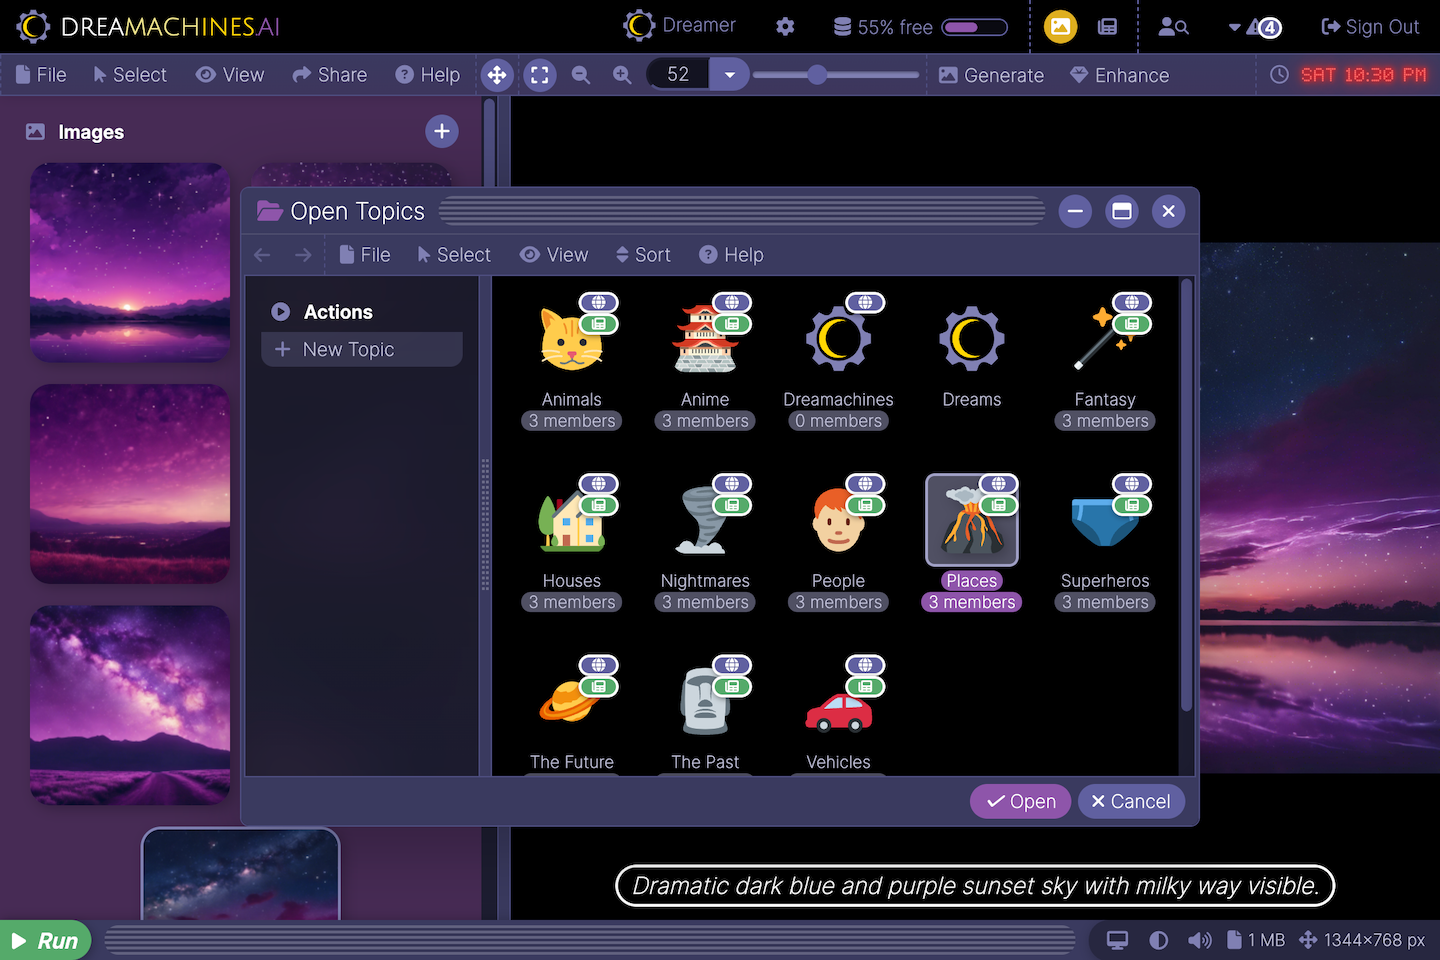 DREAMACHINES.AI
Dreamer
55% free
4
Sign Out
File
Select
View
Share
Help
52
Generate
Enhance
SAT 10:30 PM
Images
Open Topics
File
Select
View
Sort
Help
Actions
New Topic
Animals
3 members
Anime
3 members
Dreamachines
0 members
Dreams
Fantasy
3 members
Houses
3 members
Nightmares
3 members
People
3 members
Places
3 members
Superheros
3 members
The Future
The Past
Vehicles
Open
Cancel
Dramatic dark blue and purple sunset sky with milky way visible.
Run
1 MB
1344×768 px